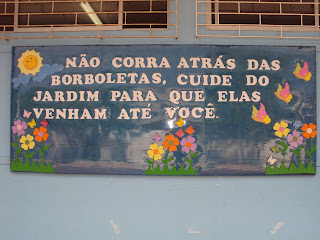 NÃO CORRA ATRÁS DAS
BORBOLETAS, CUIDE DO
JARDIM PARA QUE ELAS
VENHAM ATÉ VOCÊ.